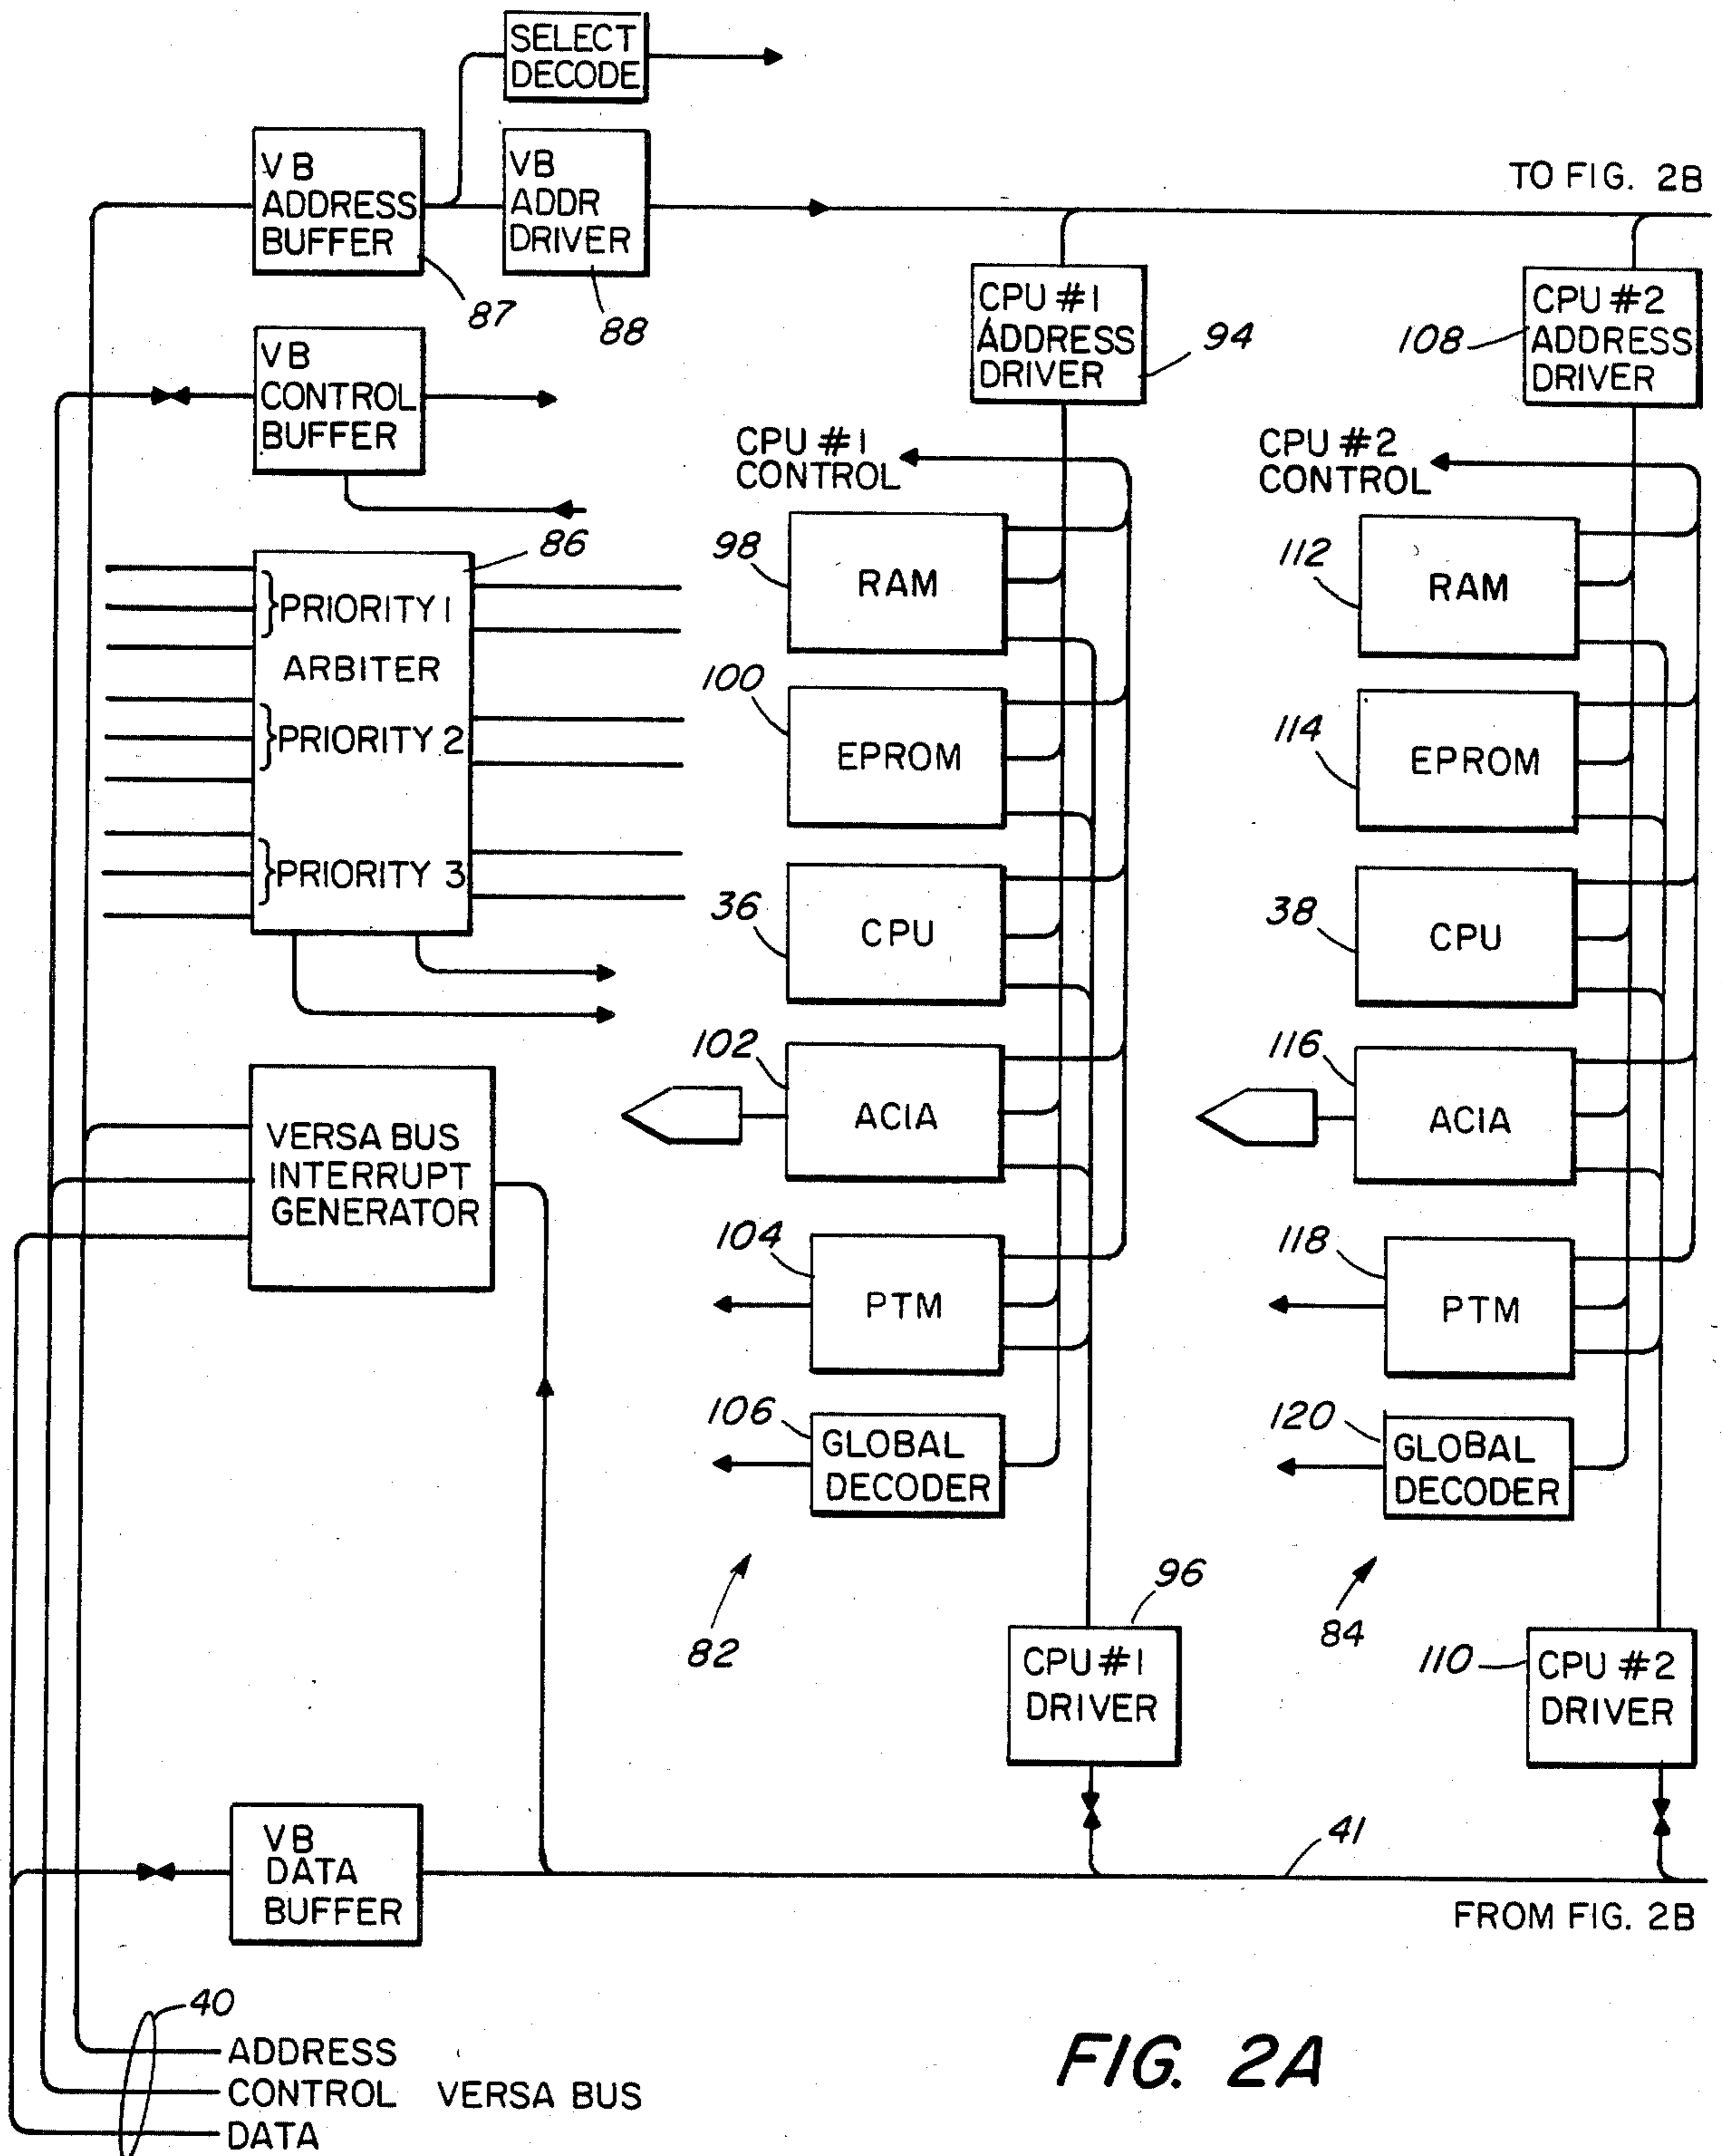 SELECT
DECODE
VB
ADDRESS
BUFFER
87
VB
ADDR
DRIVER
88
TO FIG. 2B
CPU #1
ADDRESS
DRIVER
94
CPU #2
ADDRESS
DRIVER
108
VB
CONTROL
BUFFER
CPU #1
CONTROL
CPU #2
CONTROL
86
PRIORITY 1
ARBITER
PRIORITY 2
PRIORITY 3
98
RAM
112
RAM
100
EPROM
114
EPROM
36
CPU
38
CPU
102
ACIA
116
ACIA
VERSA BUS
INTERRUPT
GENERATOR
104
PTM
118
PTM
106
GLOBAL
DECODER
120
GLOBAL
DECODER
82
84
96
CPU #1
DRIVER
110
CPU #2
DRIVER
41
VB
DATA
BUFFER
FROM FIG. 2B
40
ADDRESS
CONTROL VERSA BUS
DATA
FIG. 2A